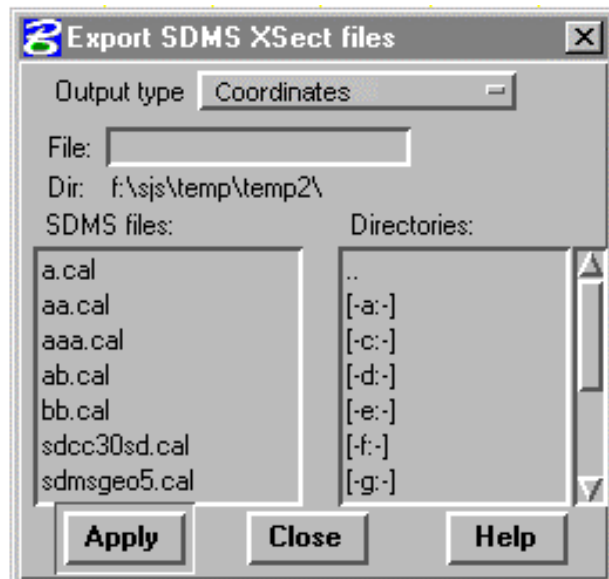 Export SDMS XSect files
Output type Coordinates
File:
Dir: f:\sjs\temp\temp2\
SDMS files:
Directories:
a.cal
aa.cal
aaa.cal
ab.cal
bb.cal
sdcc30sd.cal
sdmsgeo5.cal
..
[-a:-]
[-c:-]
[-d:-]
[-e:-]
[-f:-]
[-g:-]
Apply
Close
Help